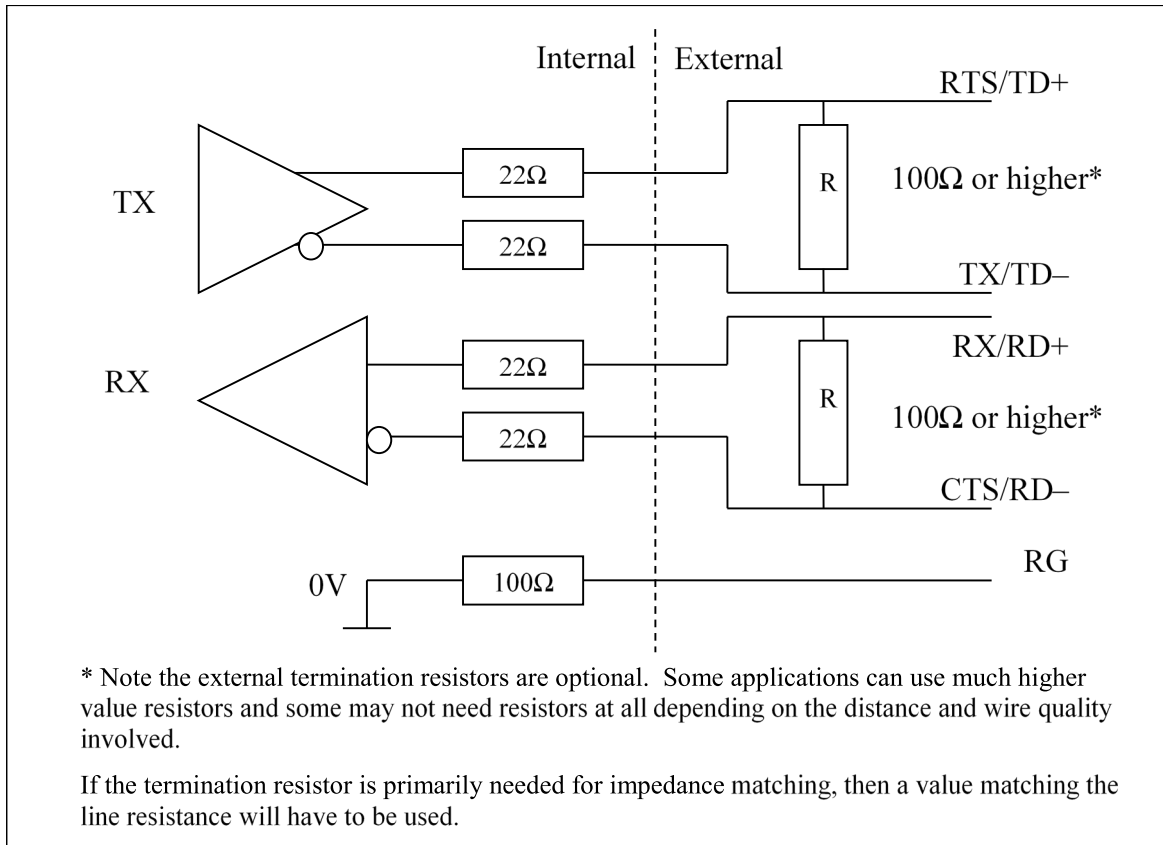 Internal
External
RTS/TD+
22Ω
R
100Ω or higher*
TX
22Ω
TX/TD–
RX/RD+
22Ω
RX
R
100Ω or higher*
22Ω
CTS/RD–
RG
0V
100Ω
* Note the external termination resistors are optional.  Some applications can use much higher
value resistors and some may not need resistors at all depending on the distance and wire quality
involved.
If the termination resistor is primarily needed for impedance matching, then a value matching the
line resistance will have to be used.